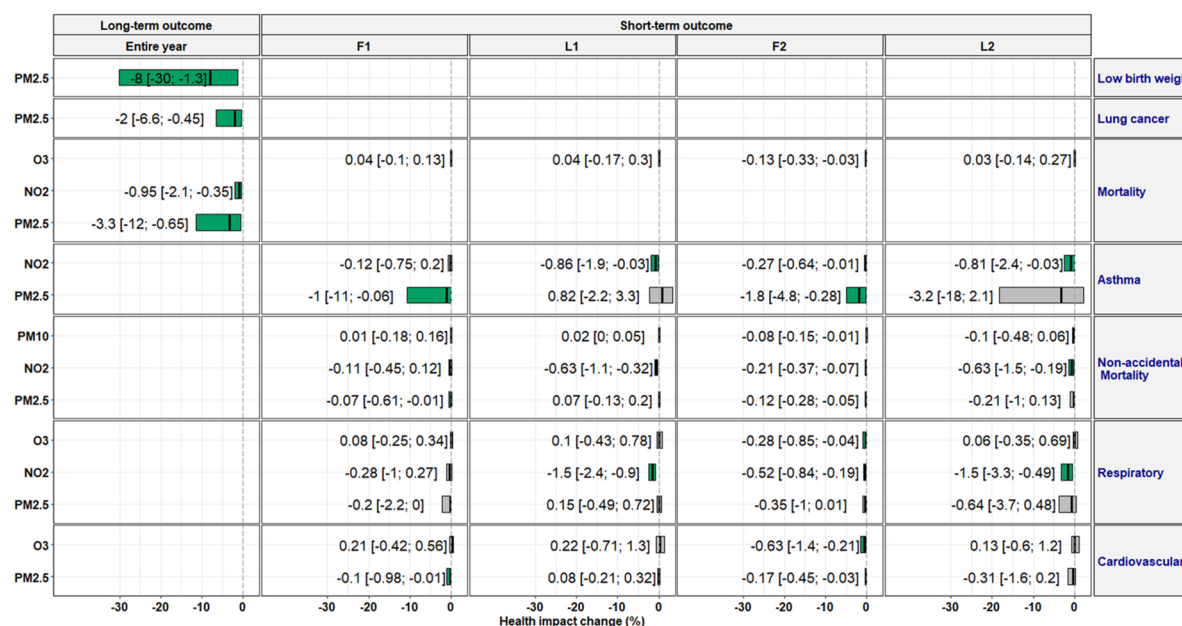 Long-term outcome Short-term outcome
Entire year F1 L1 F2 L2
PM2.5 -8 [-30; -1.3] Low birth weig
PM2.5 -2 [-6.6; -0.45] Lung cancer
O3 0.04 [-0.1; 0.13] 0.04 [-0.17; 0.3] -0.13 [-0.33; -0.03] 0.03 [-0.14; 0.27]
NO2 -0.95 [-2.1; -0.35] Mortality
PM2.5 -3.3 [-12; -0.65]
NO2 -0.12 [-0.75; 0.2] -0.86 [-1.9; -0.03] -0.27 [-0.64; -0.01] -0.81 [-2.4; -0.03]
Asthma
PM2.5 -1 [-11; -0.06] 0.82 [-2.2; 3.3] -1.8 [-4.8; -0.28] -3.2 [-18; 2.1]
PM10 0.01 [-0.18; 0.16] 0.02 [0; 0.05] -0.08 [-0.15; -0.01] -0.1 [-0.48; 0.06]
NO2 -0.11 [-0.45; 0.12] -0.63 [-1.1; -0.32] -0.21 [-0.37; -0.07] -0.63 [-1.5; -0.19] Non-accidental
Mortality
PM2.5 -0.07 [-0.61; -0.01] 0.07 [-0.13; 0.2] -0.12 [-0.28; -0.05] -0.21 [-1; 0.13]
O3 0.08 [-0.25; 0.34] 0.1 [-0.43; 0.78] -0.28 [-0.85; -0.04] 0.06 [-0.35; 0.69]
NO2 -0.28 [-1; 0.27] -1.5 [-2.4; -0.9] -0.52 [-0.84; -0.19] -1.5 [-3.3; -0.49] Respiratory
PM2.5 -0.2 [-2.2; 0] 0.15 [-0.49; 0.72] -0.35 [-1; 0.01] -0.64 [-3.7; 0.48]
O3 0.21 [-0.42; 0.56] 0.22 [-0.71; 1.3] -0.63 [-1.4; -0.21] 0.13 [-0.6; 1.2]
Cardiovascular
PM2.5 -0.1 [-0.98; -0.01] 0.08 [-0.21; 0.32] -0.17 [-0.45; -0.03] -0.31 [-1.6; 0.2]
-30 -20 -10 0 -30 -20 -10 0 -30 -20 -10 0 -30 -20 -10 0 -30 -20 -10 0
Health impact change (%)